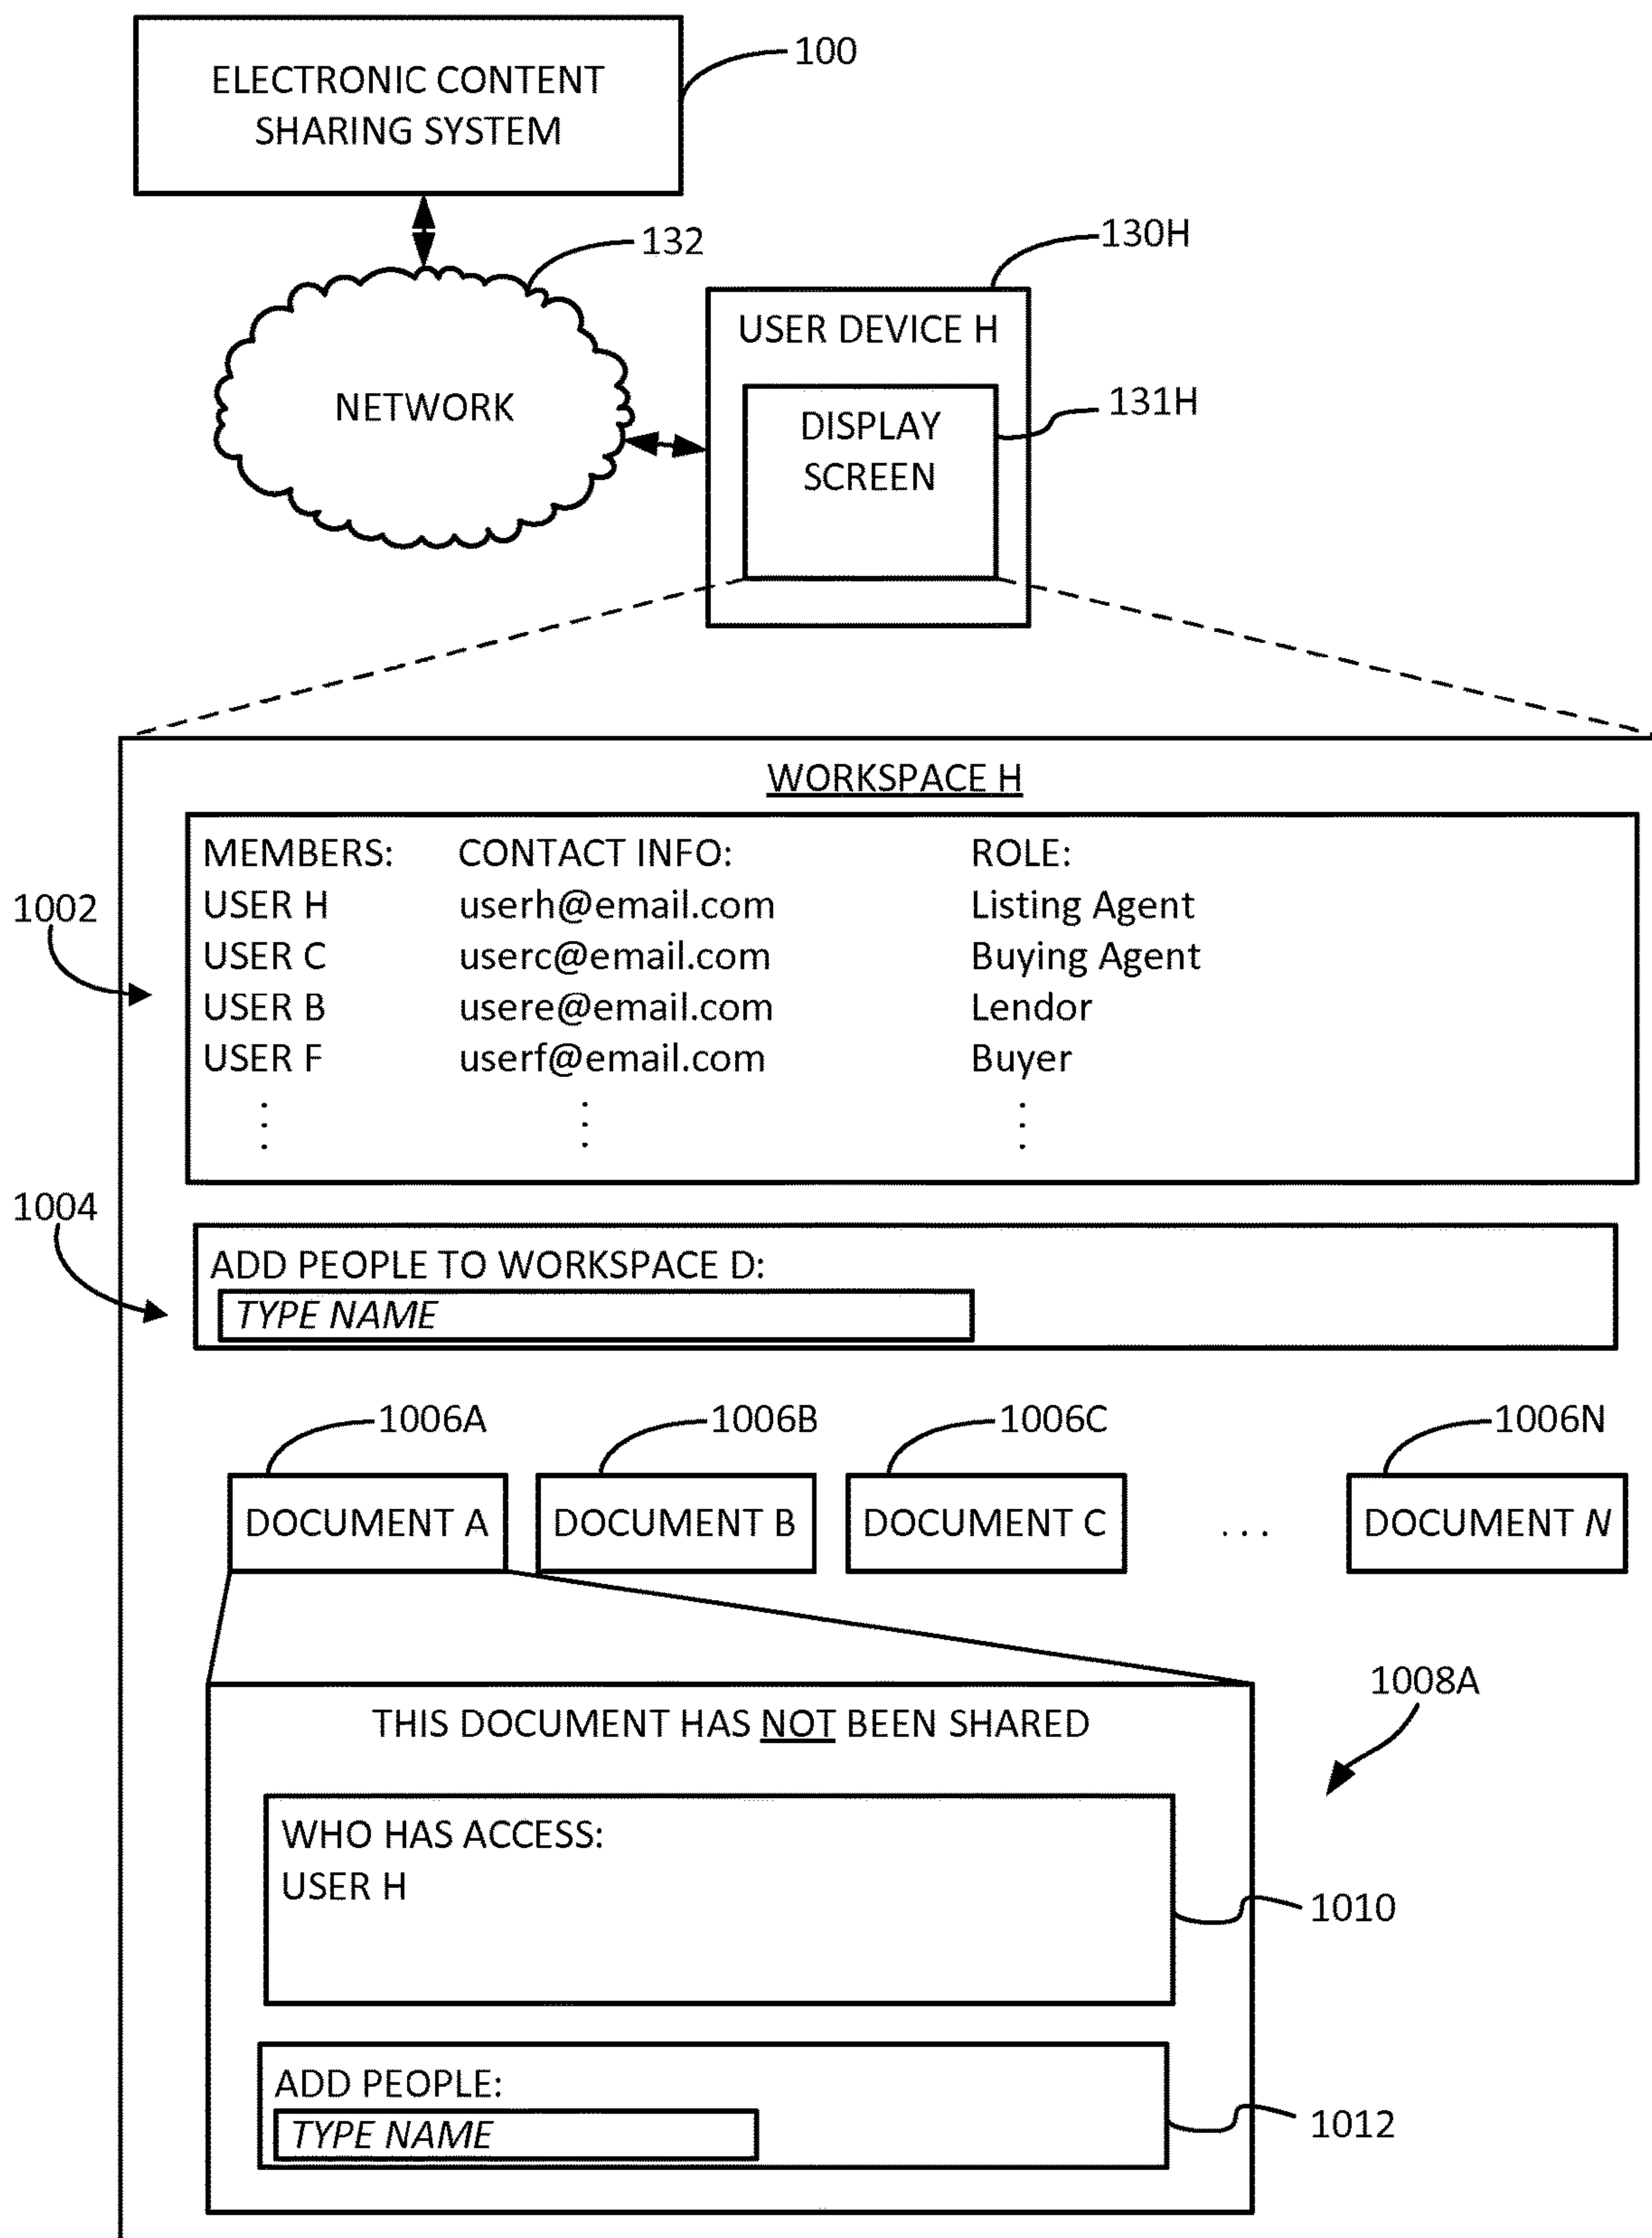 ELECTRONIC CONTENT
SHARING SYSTEM
100
132
NETWORK
130H
USER DEVICE H
131H
DISPLAY
SCREEN
WORKSPACE H
MEMBERS: CONTACT INFO: ROLE:
USER H userh@email.com Listing Agent
USER C userc@email.com Buying Agent
USER B usere@email.com Lendor
USER F userf@email.com Buyer
1002
1004
ADD PEOPLE TO WORKSPACE D:
TYPE NAME
1006A 1006B 1006C 1006N
DOCUMENT A DOCUMENT B DOCUMENT C ... DOCUMENT N
1008A
THIS DOCUMENT HAS NOT BEEN SHARED
WHO HAS ACCESS:
USER H
1010
ADD PEOPLE:
TYPE NAME
1012